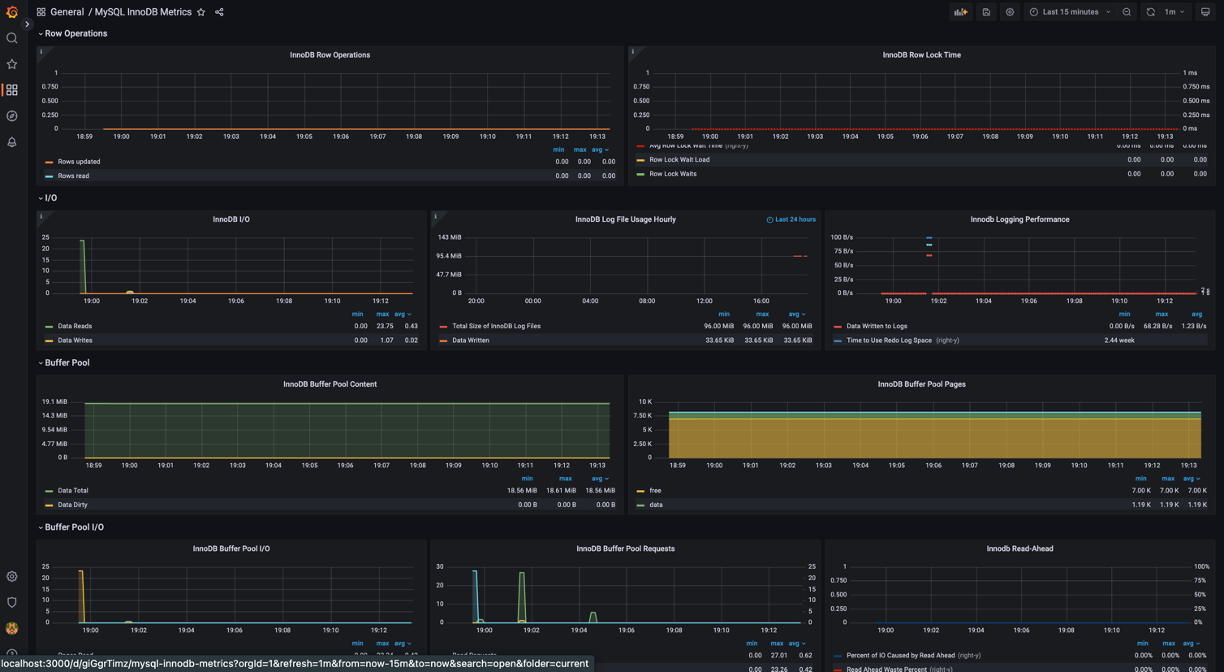 General / MySQL InnoDB Metrics
Last 15 minutes
1m
Row Operations
InnoDB Row Operations
1
0.750
0.500
0.250
0
18:59 19:00 19:01 19:02 19:03 19:04 19:05 19:06 19:07 19:08 19:09 19:10 19:11 19:12 19:13
min max avg
Rows updated 0.00 0.00 0.00
Rows read 0.00 0.00 0.00
InnoDB Row Lock Time
1 1 ms
0.750 0.750 ms
0.500 0.500 ms
0.250 0.250 ms
0 0 ms
18:59 19:00 19:01 19:02 19:03 19:04 19:05 19:06 19:07 19:08 19:09 19:10 19:11 19:12 19:13
Avg Row Lock Wait Time (right-y) 0.00 ms 0.00 ms 0.00 ms
Row Lock Wait Load 0.00 0.00 0.00
Row Lock Waits 0.00 0.00 0.00
I/O
InnoDB I/O
25
20
15
10
5
0
19:00 19:02 19:04 19:06 19:08 19:10 19:12
min max avg
Data Reads 0.00 23.75 0.43
Data Writes 0.00 1.07 0.02
InnoDB Log File Usage Hourly
Last 24 hours
143 MiB
95.4 MiB
47.7 MiB
0 B
20:00 00:00 04:00 08:00 12:00 16:00
min max avg
Total Size of InnoDB Log Files 96.00 MiB 96.00 MiB 96.00 MiB
Data Written 33.65 KiB 33.65 KiB 33.65 KiB
Innodb Logging Performance
100 B/s
75 B/s
50 B/s
25 B/s
0 B/s
19:00 19:02 19:04 19:06 19:08 19:10 19:12
min max avg
Data Written to Logs 0.00 B/s 68.28 B/s 1.23 B/s
Time to Use Redo Log Space (right-y) 2.44 week
Buffer Pool
InnoDB Buffer Pool Content
19.1 MiB
14.3 MiB
9.54 MiB
4.77 MiB
0 B
18:59 19:00 19:01 19:02 19:03 19:04 19:05 19:06 19:07 19:08 19:09 19:10 19:11 19:12 19:13
min max avg
Data Total 18.56 MiB 18.61 MiB 18.56 MiB
Data Dirty 0.00 B 0.00 B 0.00 B
InnoDB Buffer Pool Pages
10 K
7.50 K
5 K
2.50 K
0
18:59 19:00 19:01 19:02 19:03 19:04 19:05 19:06 19:07 19:08 19:09 19:10 19:11 19:12 19:13
min max avg
free 7.00 K 7.00 K 7.00 K
data 1.19 K 1.19 K 1.19 K
Buffer Pool I/O
InnoDB Buffer Pool I/O
25
20
15
10
5
0
19:00 19:02 19:04 19:06 19:08 19:10 19:12
min max avg
0.00 23.26 0.42
InnoDB Buffer Pool Requests
30 25
20 20
15
10 10
5
0 0
19:00 19:02 19:04 19:06 19:08 19:10 19:12
min max avg
Read Requests 0.00 27.01 0.62
0.00 23.26 0.42
Innodb Read-Ahead
1 100%
0.750 75%
0.500 50%
0.250 25%
0 0%
19:00 19:02 19:04 19:06 19:08 19:10 19:12
min max avg
Percent of IO Caused by Read Ahead (right-y) 0.00% 0.00% 0.00%
Read Ahead Waste Percent (right-y) 0.00% 0.00% 0.00%
localhost:3000/d/giGgrTimz/mysql-innodb-metrics?orgId=1&refresh=1m&from=now-15m&to=now&search=open&folder=current